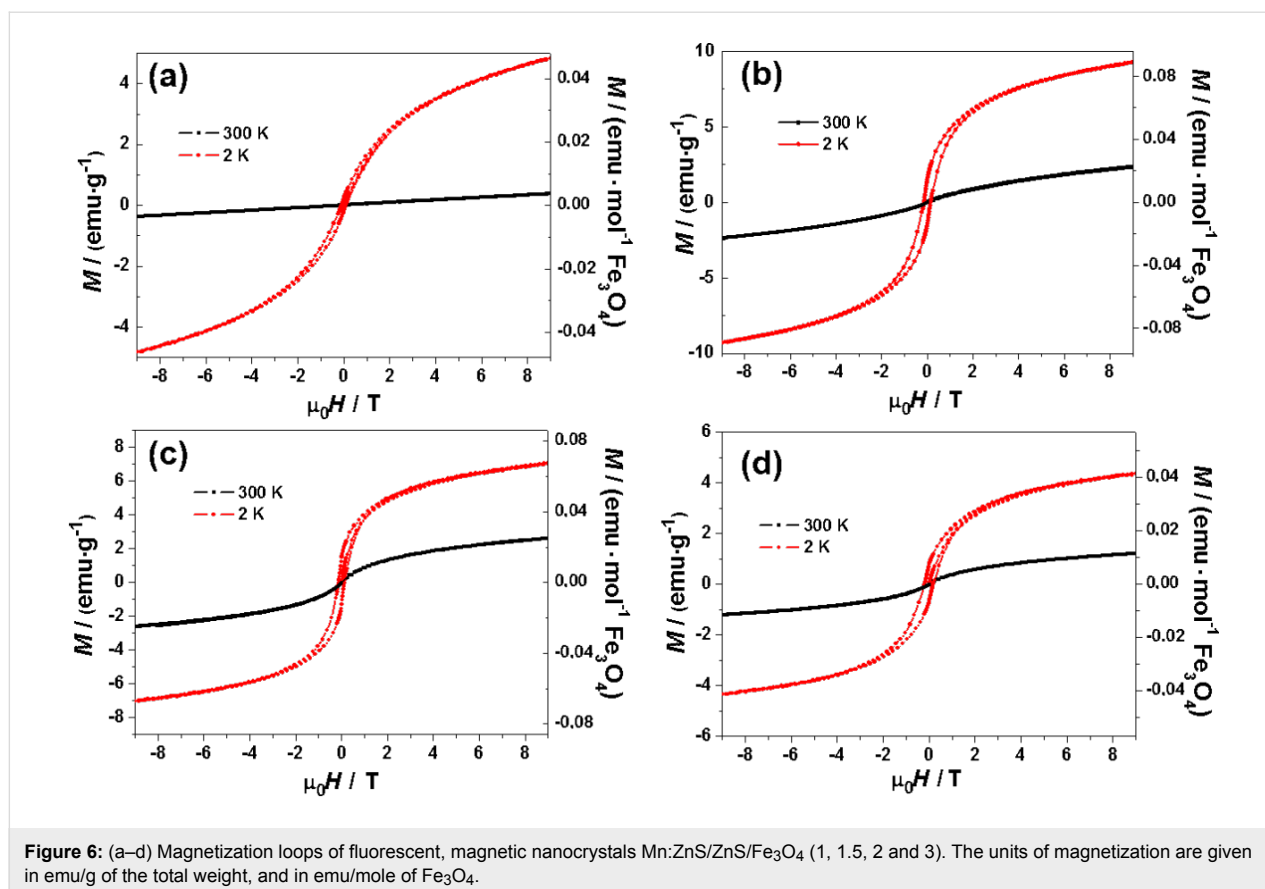 (a)
300 K
2 K
4
2
0
-2
-4
0.04
0.02
0.00
-0.02
-0.04
-8 -6 -4 -2 0 2 4 6 8
M / (emu·g⁻¹)
M / (emu·mol⁻¹ Fe₃O₄)
μ₀H / T
(b)
300 K
2 K
10
5
0
-5
-10
0.08
0.04
0.00
-0.04
-0.08
-8 -6 -4 -2 0 2 4 6 8
M / (emu·g⁻¹)
M / (emu·mol⁻¹ Fe₃O₄)
μ₀H / T
(c)
300 K
2 K
8
6
4
2
0
-2
-4
-6
-8
0.08
0.04
0.00
-0.04
-0.08
-8 -6 -4 -2 0 2 4 6 8
M / (emu·g⁻¹)
M / (emu·mol⁻¹ Fe₃O₄)
μ₀H / T
(d)
300 K
2 K
6
4
2
0
-2
-4
-6
0.04
0.02
0.00
-0.02
-0.04
-8 -6 -4 -2 0 2 4 6 8
M / (emu·g⁻¹)
M / (emu·mol⁻¹ Fe₃O₄)
μ₀H / T
Figure 6: (a–d) Magnetization loops of fluorescent, magnetic nanocrystals Mn:ZnS/ZnS/Fe₃O₄ (1, 1.5, 2 and 3). The units of magnetization are given
in emu/g of the total weight, and in emu/mole of Fe₃O₄.